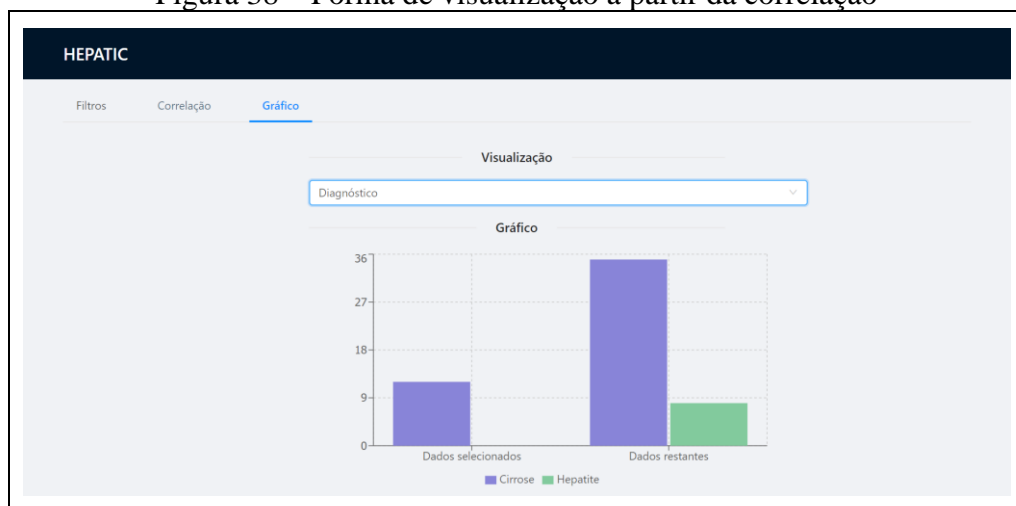 Figura 38 – Forma de visualização a partir da correlação
HEPATIC
Filtros Correlação Gráfico
Visualização
Diagnóstico
Gráfico
36
27
18
9
0
Dados selecionados Dados restantes
Cirrose Hepatite